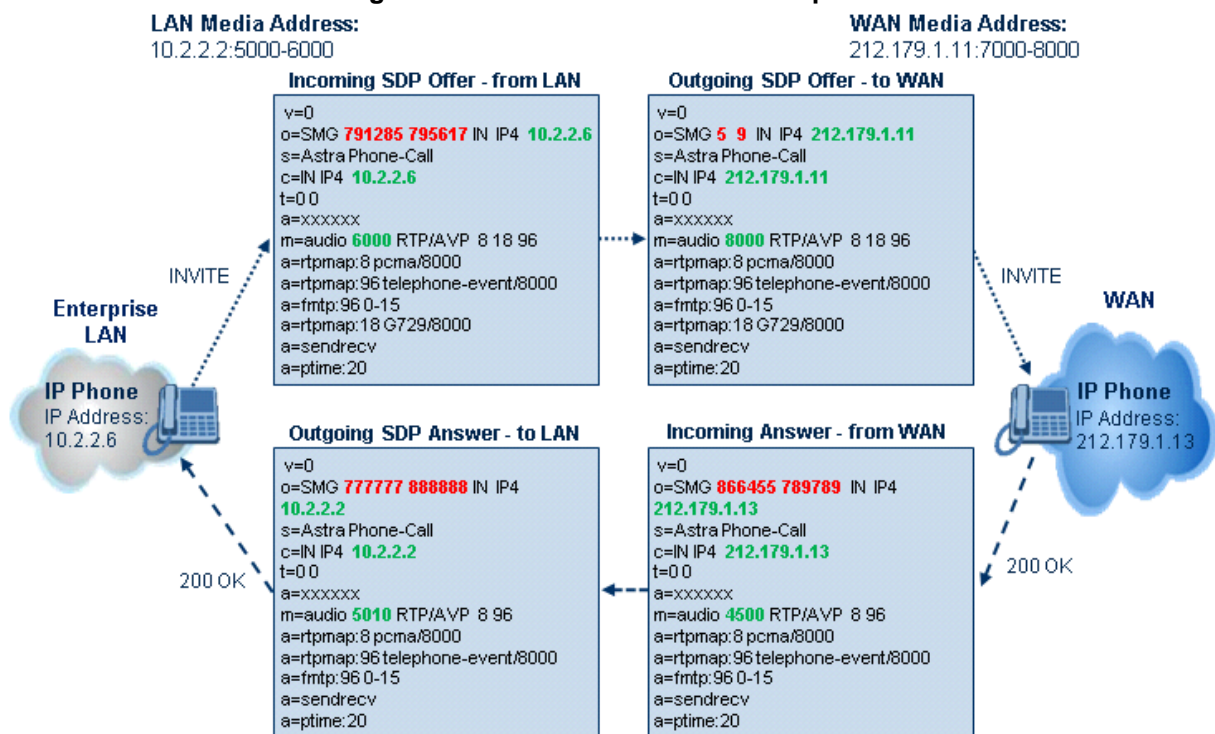 LAN Media Address:
10.2.2.2:5000-6000
WAN Media Address:
212.179.1.11:7000-8000
Incoming SDP Offer - from LAN
v=0
o=SMG 791285 795617 IN IP4 10.2.2.6
s=Astra Phone-Call
c=IN IP4 10.2.2.6
t=0 0
a=xxxxxx
m=audio 6000 RTP/AVP 8 18 96
a=rtpmap:8 pcma/8000
a=rtpmap:96 telephone-event/8000
a=fmtp:96 0-15
a=rtpmap:18 G729/8000
a=sendrecv
a=ptime:20
Outgoing SDP Offer - to WAN
v=0
o=SMG 5 9 IN IP4 212.179.1.11
s=Astra Phone-Call
c=IN IP4 212.179.1.11
t=0 0
a=xxxxxx
m=audio 8000 RTP/AVP 8 18 96
a=rtpmap:8 pcma/8000
a=rtpmap:96 telephone-event/8000
a=fmtp:96 0-15
a=rtpmap:18 G729/8000
a=sendrecv
a=ptime:20
INVITE
INVITE
Enterprise
LAN
IP Phone
IP Address:
10.2.2.6
WAN
IP Phone
IP Address:
212.179.1.13
Outgoing SDP Answer - to LAN
v=0
o=SMG 777777 888888 IN IP4
10.2.2.2
s=Astra Phone-Call
c=IN IP4 10.2.2.2
t=0 0
a=xxxxxx
m=audio 5010 RTP/AVP 8 96
a=rtpmap:8 pcma/8000
a=rtpmap:96 telephone-event/8000
a=fmtp:96 0-15
a=sendrecv
a=ptime:20
Incoming Answer - from WAN
v=0
o=SMG 866455 789789 IN IP4
212.179.1.13
s=Astra Phone-Call
c=IN IP4 212.179.1.13
t=0 0
a=xxxxxx
m=audio 4500 RTP/AVP 8 96
a=rtpmap:8 pcma/8000
a=rtpmap:96 telephone-event/8000
a=fmtp:96 0-15
a=sendrecv
a=ptime:20
200 OK
200 OK